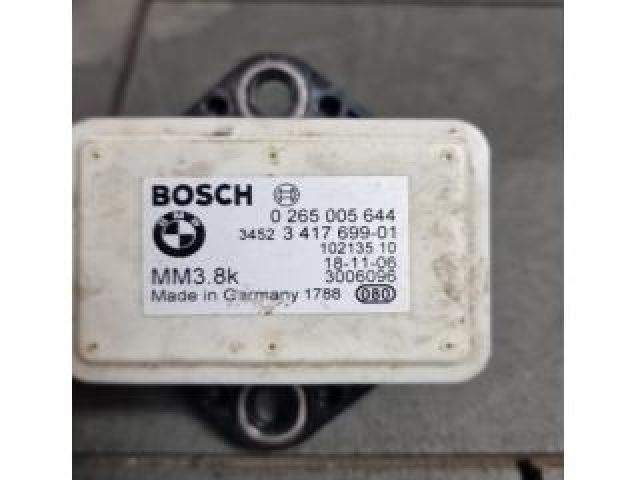 BOSCH
0 265 005 644
3452 3 417 699-01
102135 10
18-11-06
MM3.8k 3006096
Made in Germany 1788 080